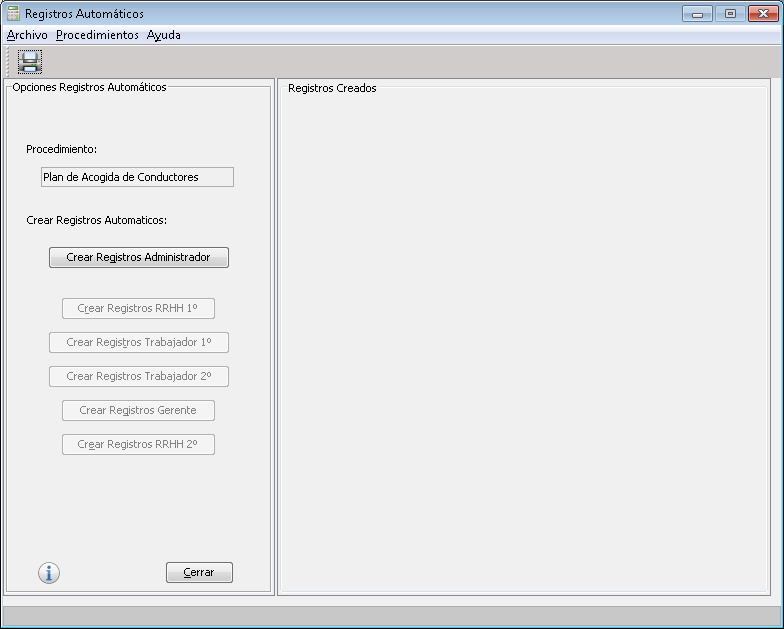 Registros Automáticos
Archivo Procedimientos Ayuda
Opciones Registros Automáticos
Procedimiento:
Plan de Acogida de Conductores
Crear Registros Automaticos:
Crear Registros Administrador
Crear Registros RRHH 1º
Crear Registros Trabajador 1º
Crear Registros Trabajador 2º
Crear Registros Gerente
Crear Registros RRHH 2º
Cerrar
Registros Creados